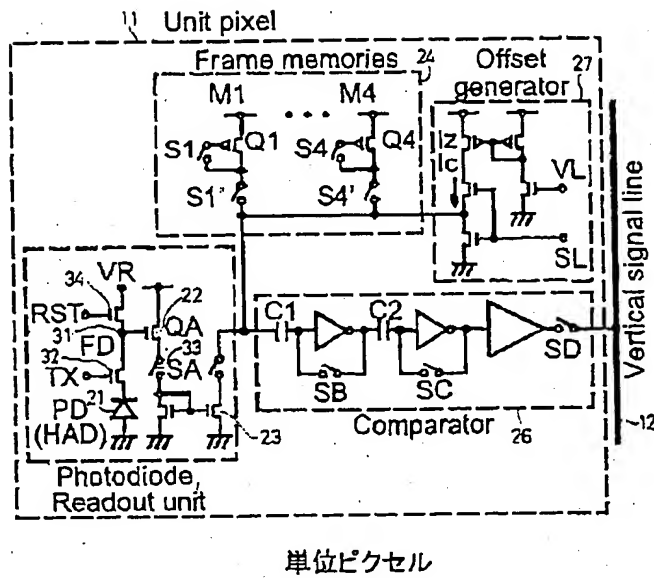 11 Unit pixel
Frame memories 24
Offset generator 27
M1 • • • M4
S1 Q1 S4 Q4
S1' S4'
Iz
Ic
VL
SL
34 VR
RST
31 22
FD QA
32 33
TX SA
PD 21
(HAD)
23
Photodiode,
Readout unit
C1 C2
SB SC SD
Comparator
26
Vertical signal line
12
単位ピクセル